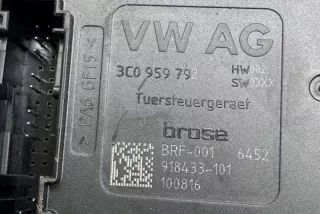 VW AG
>PA6 GF15<
3C0 959 79
HW
SW
Tuersteuergeraet
brose
BRF-001 6452
918433-101
100816